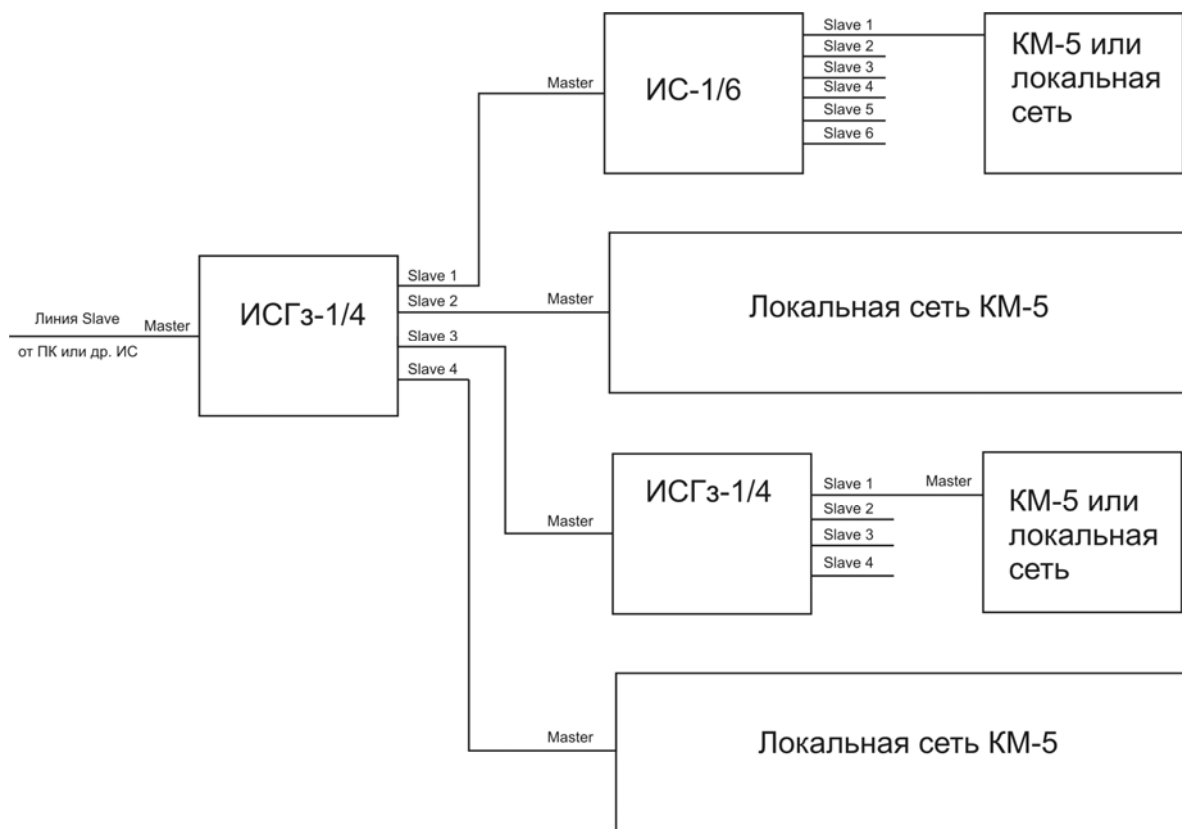 Slave 1
Slave 2
Slave 3
Slave 4
Slave 5
Slave 6
Master
ИС-1/6
КМ-5 или
локальная
сеть
Линия Slave
от ПК или др. ИС
Master
ИСГз-1/4
Slave 1
Slave 2
Slave 3
Slave 4
Master
Локальная сеть КМ-5
Master
ИСГз-1/4
Slave 1
Slave 2
Slave 3
Slave 4
Master
КМ-5 или
локальная
сеть
Master
Локальная сеть КМ-5